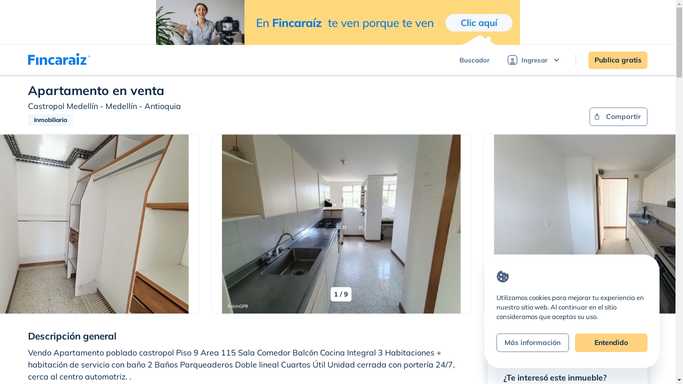 En Fincaraíz te ven porque te ven
Clic aquí
Fincaraiz
Buscador
Ingresar
Publica gratis
Apartamento en venta
Castropol Medellín - Medellín - Antioquia
Inmobiliaria
Compartir
1 / 9
Utilizamos cookies para mejorar tu experiencia en
nuestro sitio web. Al continuar en el sitio
consideramos que aceptas su uso.
Más información
Entendido
Descripción general
Vendo Apartamento poblado castropol Piso 9 Area 115 Sala Comedor Balcón Cocina Integral 3 Habitaciones +
habitación de servicio con baño 2 Baños Parqueaderos Doble lineal Cuartos Útil Unidad cerrada con portería 24/7.
cerca al centro automotriz. .
¿Te interesó este inmueble?